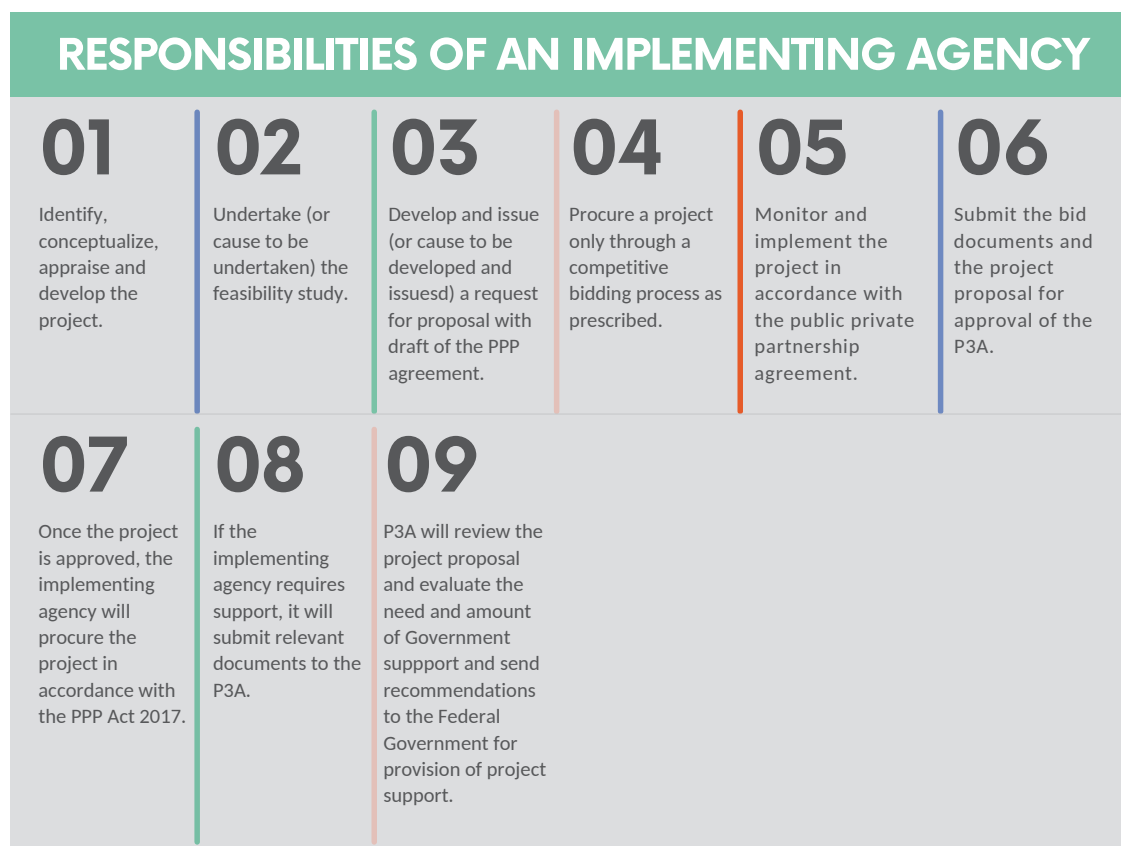 RESPONSIBILITIES OF AN IMPLEMENTING AGENCY
01
Identify,
conceptualize,
appraise and
develop the
project.
02
Undertake (or
cause to be
undertaken) the
feasibility study.
03
Develop and issue
(or cause to be
developed and
issuesd) a request
for proposal with
draft of the PPP
agreement.
04
Procure a project
only through a
competitive
bidding process as
prescribed.
05
Monitor and
implement the
project in
accordance with
the public private
partnership
agreement.
06
Submit the bid
documents and
the project
proposal for
approval of the
P3A.
07
Once the project
is approved, the
implementing
agency will
procure the
project in
accordance with
the PPP Act 2017.
08
If the
implementing
agency requires
support, it will
submit relevant
documents to the
P3A.
09
P3A will review the
project proposal
and evaluate the
need and amount
of Government
suppport and send
recommendations
to the Federal
Government for
provision of project
support.